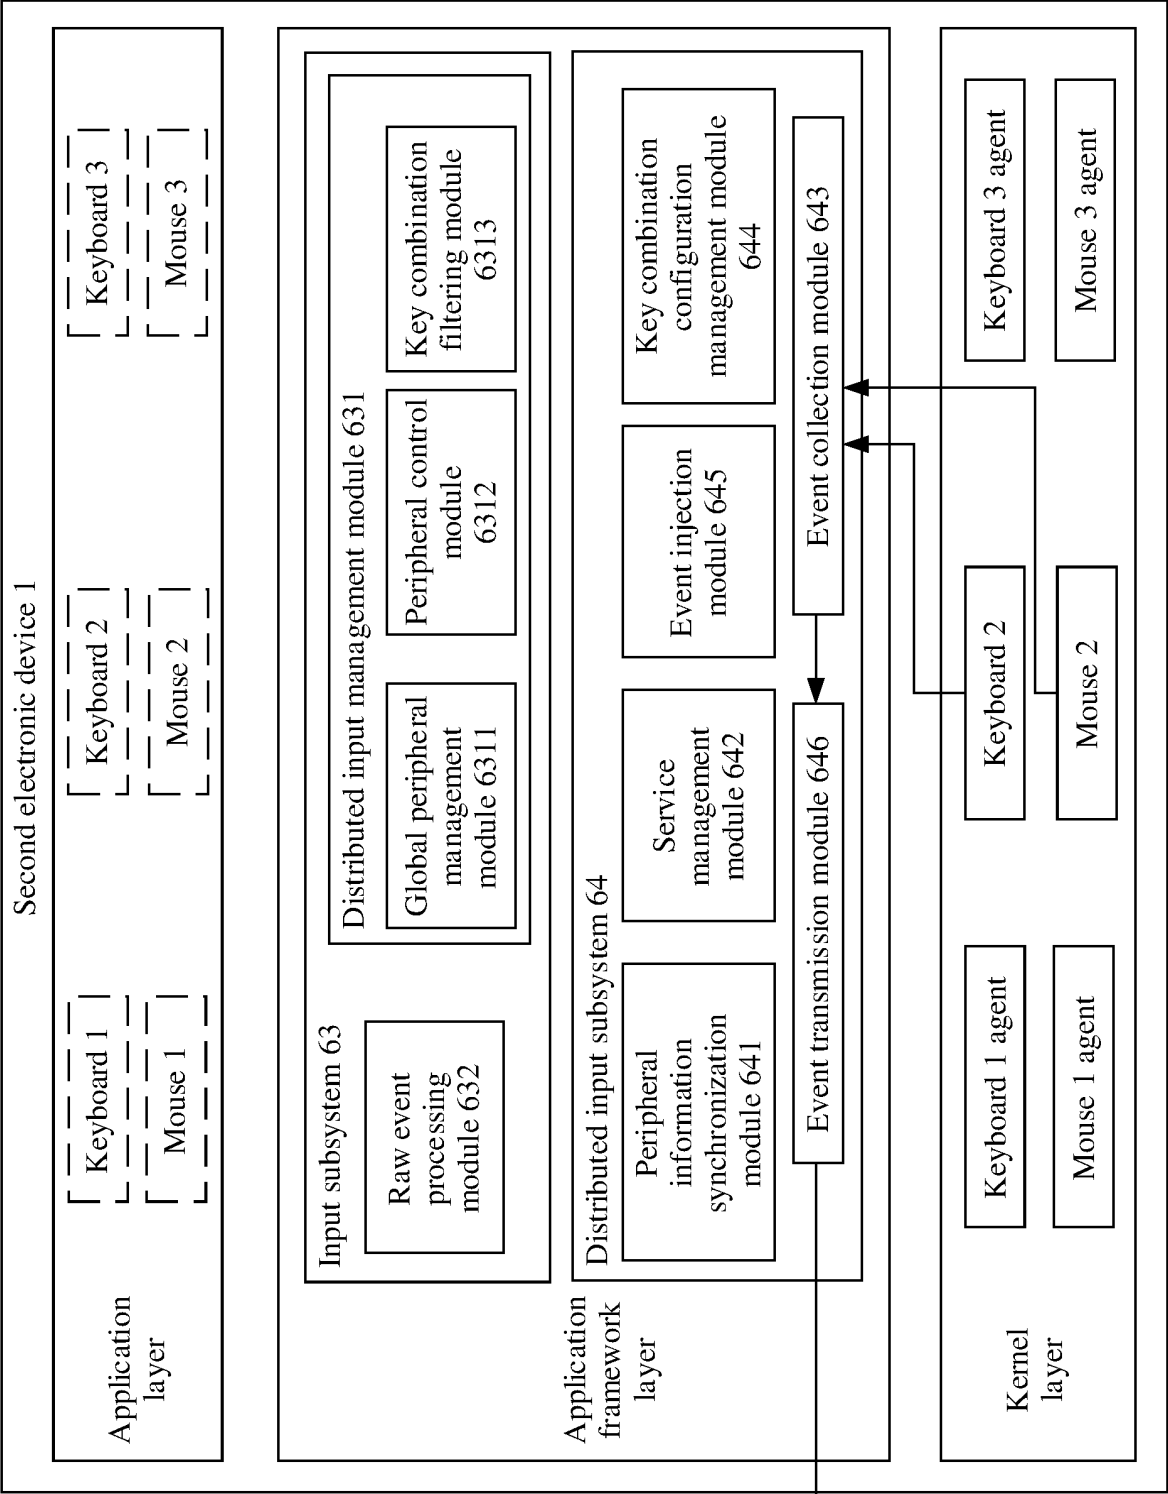 Second electronic device 1
Application
layer
Keyboard 1
Mouse 1
Keyboard 2
Mouse 2
Keyboard 3
Mouse 3
Application
framework
layer
Input subsystem 63
Raw event
processing
module 632
Distributed input management module 631
Global peripheral
management
module 6311
Peripheral control
module
6312
Key combination
filtering module
6313
Distributed input subsystem 64
Peripheral
information
synchronization
module 641
Service
management
module 642
Event injection
module 645
Key combination
configuration
management module
644
Event transmission module 646
Event collection module 643
Kernel
layer
Keyboard 1 agent
Mouse 1 agent
Keyboard 2
Mouse 2
Keyboard 3 agent
Mouse 3 agent